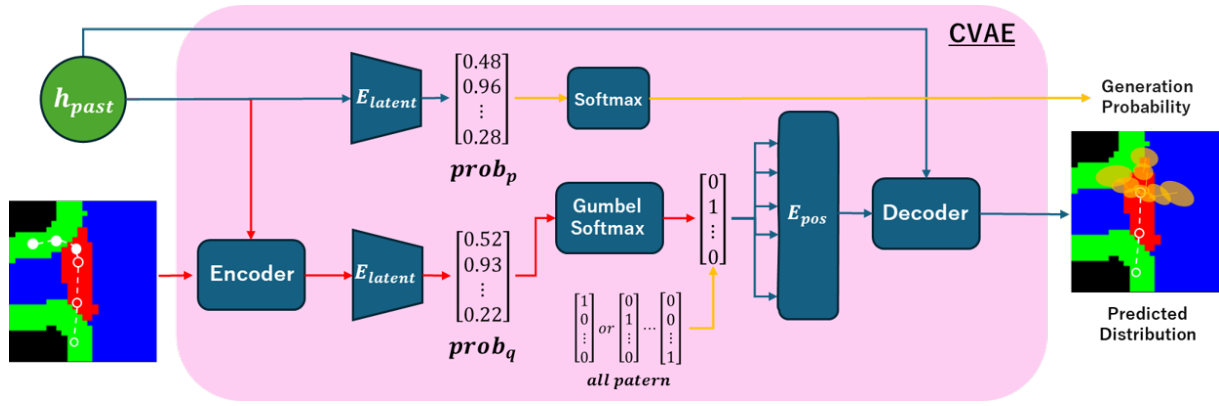 CVAE
h_past
E_latent
[0.48
0.96
⋮
0.28]
prob_p
Softmax
Generation
Probability
Encoder
E_latent
[0.52
0.93
⋮
0.22]
prob_q
Gumbel
Softmax
[0
1
⋯
0]
E_pos
Decoder
[1
0
⋯
0] or [0
1
⋯
0] ⋯ [0
0
⋯
1]
all patern
Predicted
Distribution